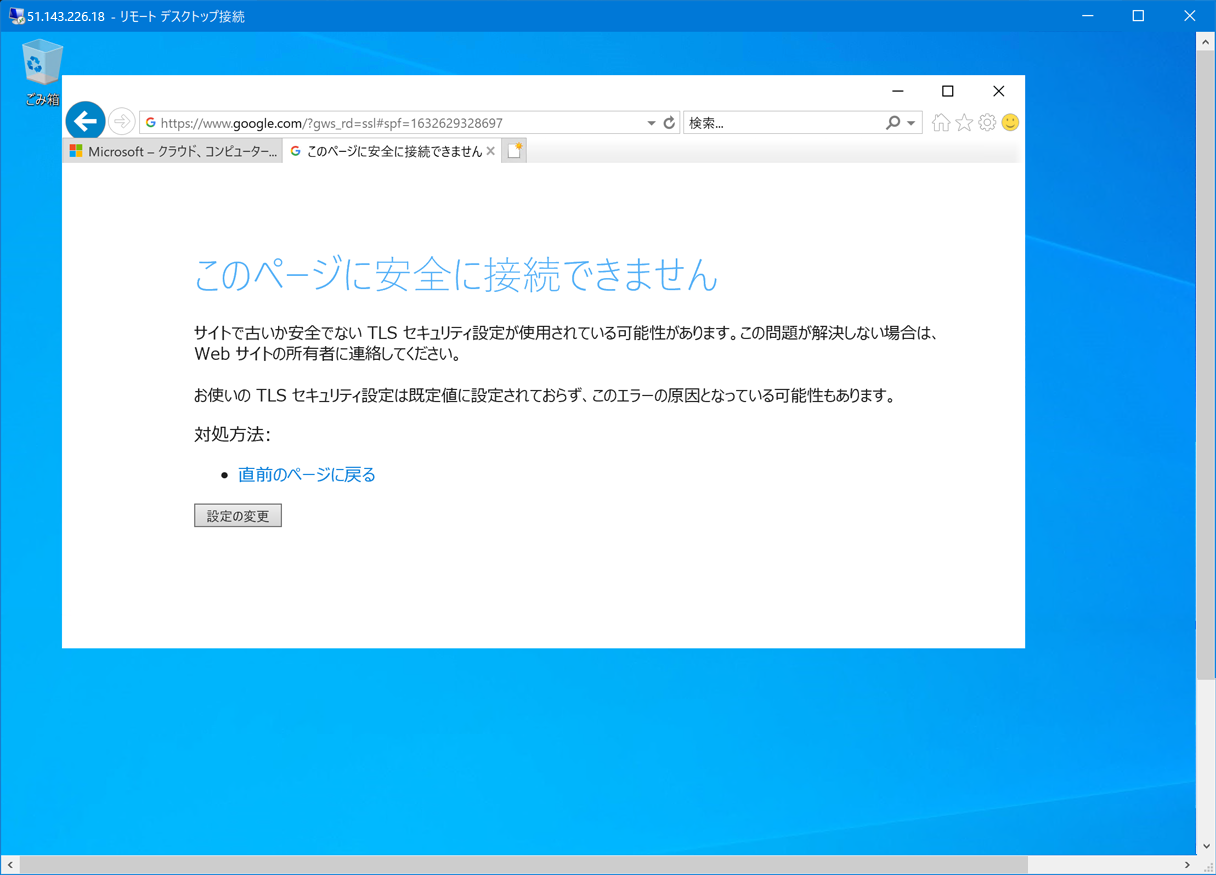 51.143.226.18 - リモート デスクトップ接続
ごみ箱
https://www.google.com/?gws_rd=ssl#spf=1632629328697
検索...
Microsoft – クラウド、コンピューター...
このページに安全に接続できません
このページに安全に接続できません
サイトで古いか安全でない TLS セキュリティ設定が使用されている可能性があります。この問題が解決しない場合は、
Web サイトの所有者に連絡してください。
お使いの TLS セキュリティ設定は既定値に設定されておらず、このエラーの原因となっている可能性もあります。
対処方法:
• 直前のページに戻る
設定の変更